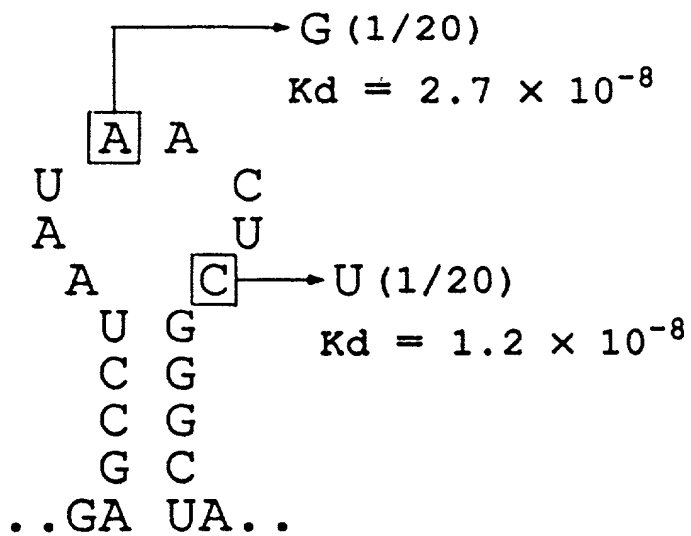 G (1/20)
Kd = 2.7 × 10⁻⁸
A A
U C
A U
A C U (1/20)
Kd = 1.2 × 10⁻⁸
U G
C G
C G
G C
..GA UA..